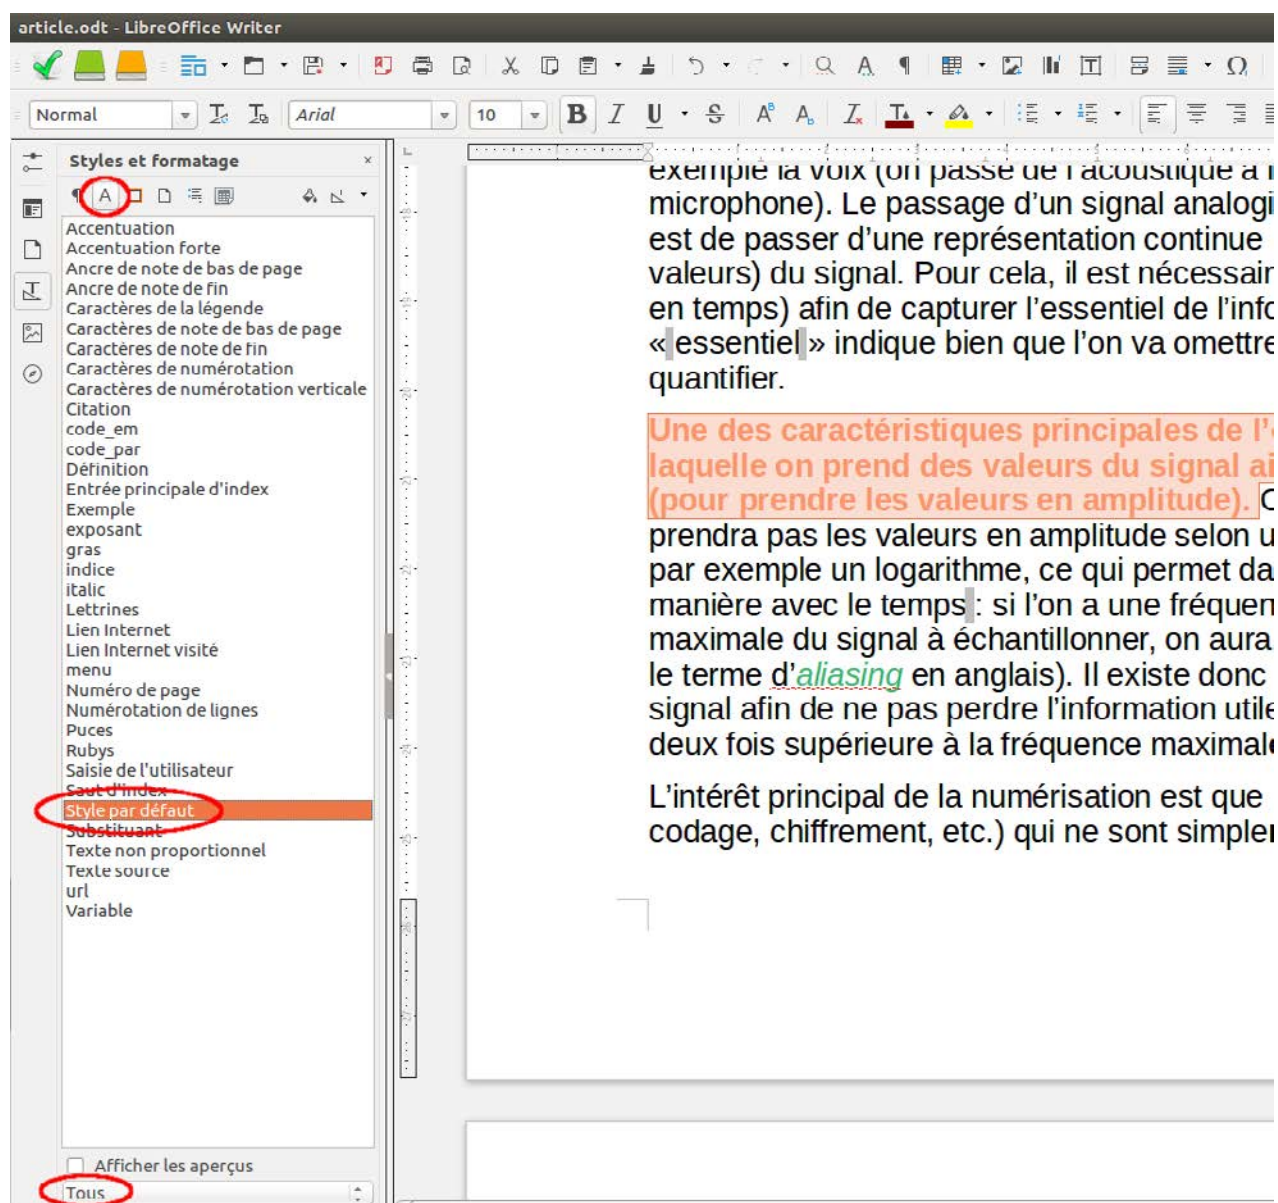 article.odt - LibreOffice Writer
Normal
Arial
10
Styles et formatage
Accentuation
Accentuation forte
Ancre de note de bas de page
Ancre de note de fin
Caractères de la légende
Caractères de note de bas de page
Caractères de note de fin
Caractères de numérotation
Caractères de numérotation verticale
Citation
code_em
code_par
Définition
Entrée principale d'index
Exemple
exposant
gras
indice
italic
Lettrines
Lien Internet
Lien Internet visité
menu
Numéro de page
Numérotation de lignes
Puces
Rubys
Saisie de l'utilisateur
Saut d'index
Style par défaut
Substituant
Texte non proportionnel
Texte source
url
Variable
Afficher les aperçus
Tous
exemple la voix (on passe de l'acoustique à
microphone). Le passage d'un signal analogi
est de passer d'une représentation continue
valeurs) du signal. Pour cela, il est nécessair
en temps) afin de capturer l'essentiel de l'info
« essentiel » indique bien que l'on va omettre
quantifier.
Une des caractéristiques principales de l'
laquelle on prend des valeurs du signal ai
(pour prendre les valeurs en amplitude).
prendra pas les valeurs en amplitude selon u
par exemple un logarithme, ce qui permet da
manière avec le temps : si l'on a une fréquen
maximale du signal à échantillonner, on aura
le terme d'aliasing en anglais). Il existe donc
signal afin de ne pas perdre l'information utile
deux fois supérieure à la fréquence maximale
L'intérêt principal de la numérisation est que
codage, chiffrement, etc.) qui ne sont simplem